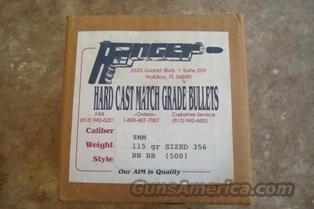 Ranger
2623 Grand Blvd. • Suite 209
Holiday, FL 54690
HARD CAST MATCH GRADE BULLETS
FAX ~Orders~ Customer Service
(813) 942-6221 1-800-407-7007 (813) 942-6652
Caliber 9MM
Weight 115 gr SIZED 356
Style RN BB (500)
Our AIM Is Quality
GunsAmerica.com